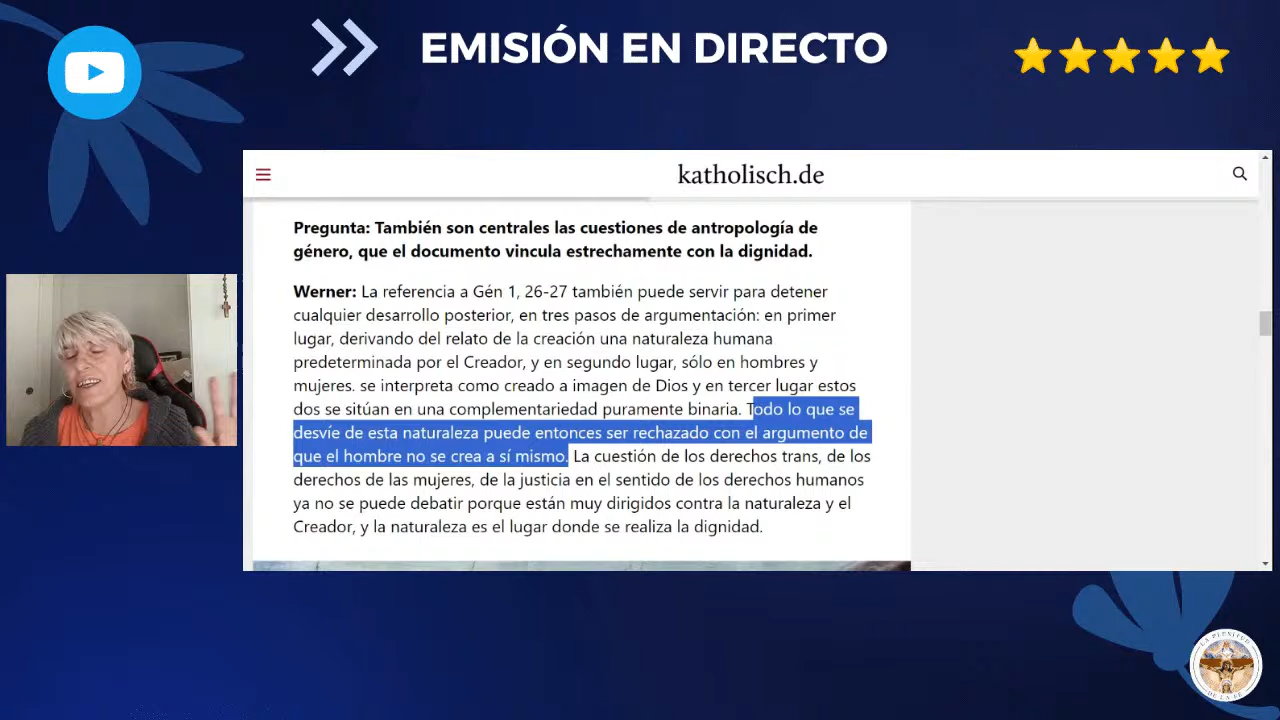 EMISIÓN EN DIRECTO
katholisch.de
Pregunta: También son centrales las cuestiones de antropología de
género, que el documento vincula estrechamente con la dignidad.
Werner: La referencia a Gén 1, 26-27 también puede servir para detener
cualquier desarrollo posterior, en tres pasos de argumentación: en primer
lugar, derivando del relato de la creación una naturaleza humana
predeterminada por el Creador, y en segundo lugar, sólo en hombres y
mujeres. se interpreta como creado a imagen de Dios y en tercer lugar estos
dos se sitúan en una complementariedad puramente binaria. Todo lo que se
desvíe de esta naturaleza puede entonces ser rechazado con el argumento de
que el hombre no se crea a sí mismo. La cuestión de los derechos trans, de los
derechos de las mujeres, de la justicia en el sentido de los derechos humanos
ya no se puede debatir porque están muy dirigidos contra la naturaleza y el
Creador, y la naturaleza es el lugar donde se realiza la dignidad.
LA PLENITUD
DE LA FE